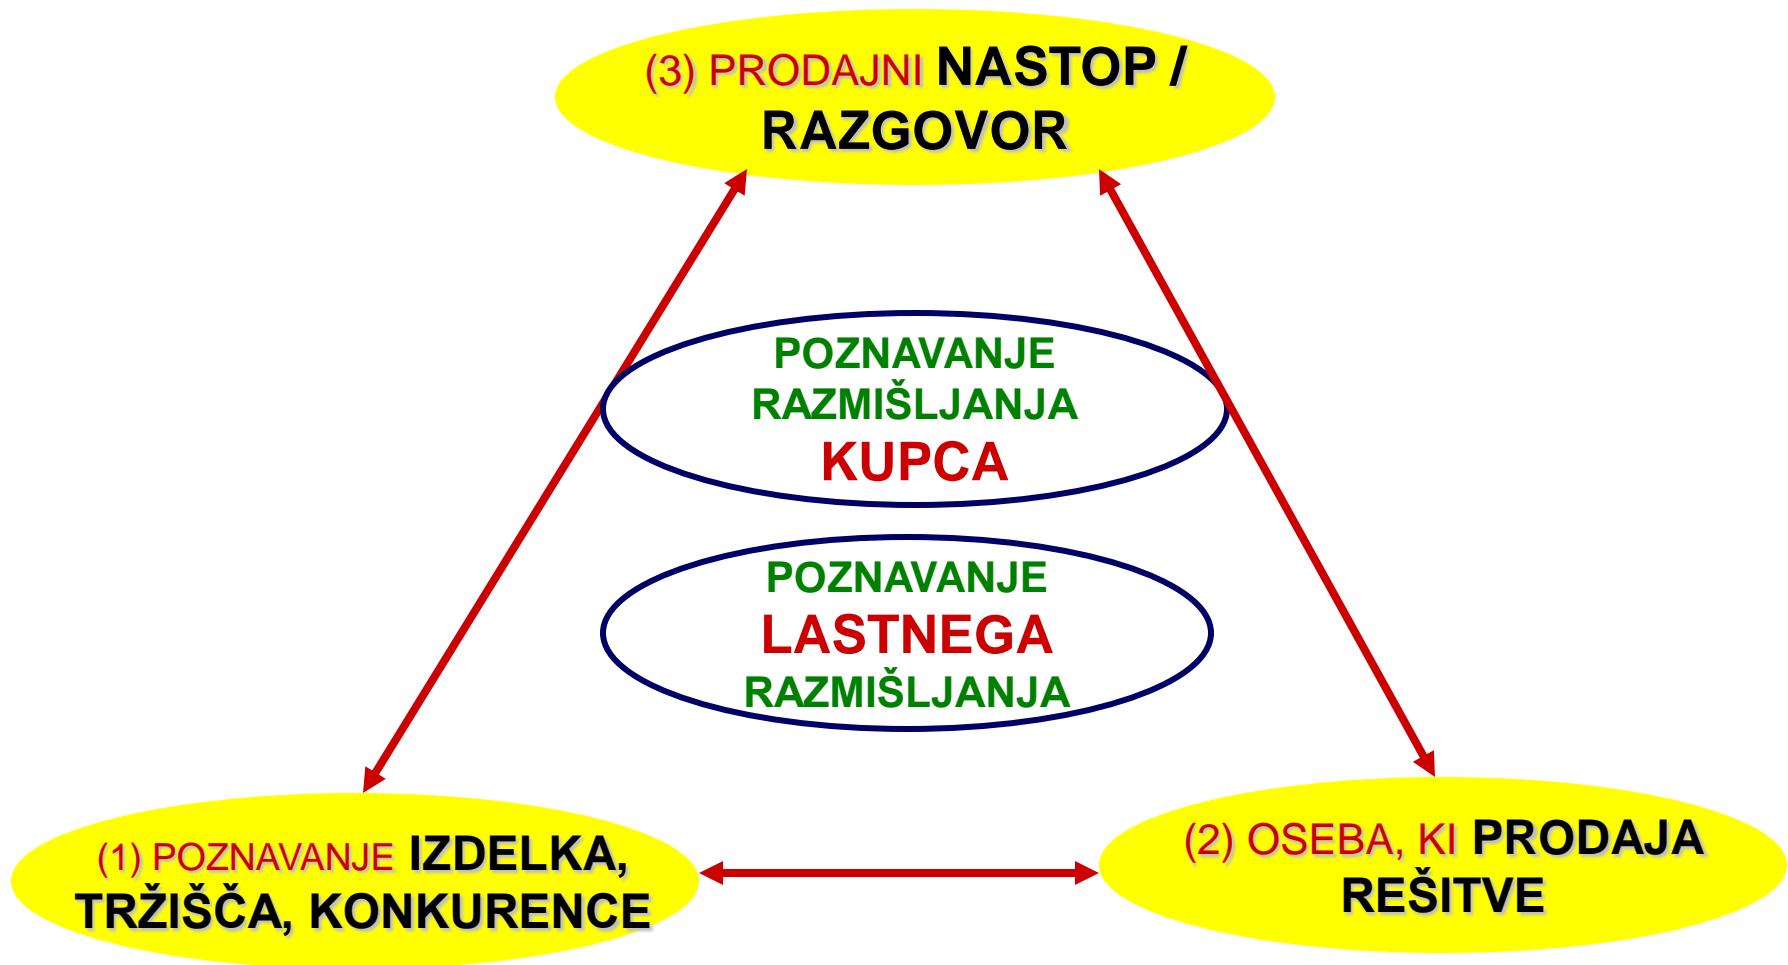 (3) PRODAJNI NASTOP /
RAZGOVOR
POZNAVANJE
RAZMIŠLJANJA
KUPCA
POZNAVANJE
LASTNEGA
RAZMIŠLJANJA
(1) POZNAVANJE IZDELKA,
TRŽIŠČA, KONKURENCE
(2) OSEBA, KI PRODAJA
REŠITVE